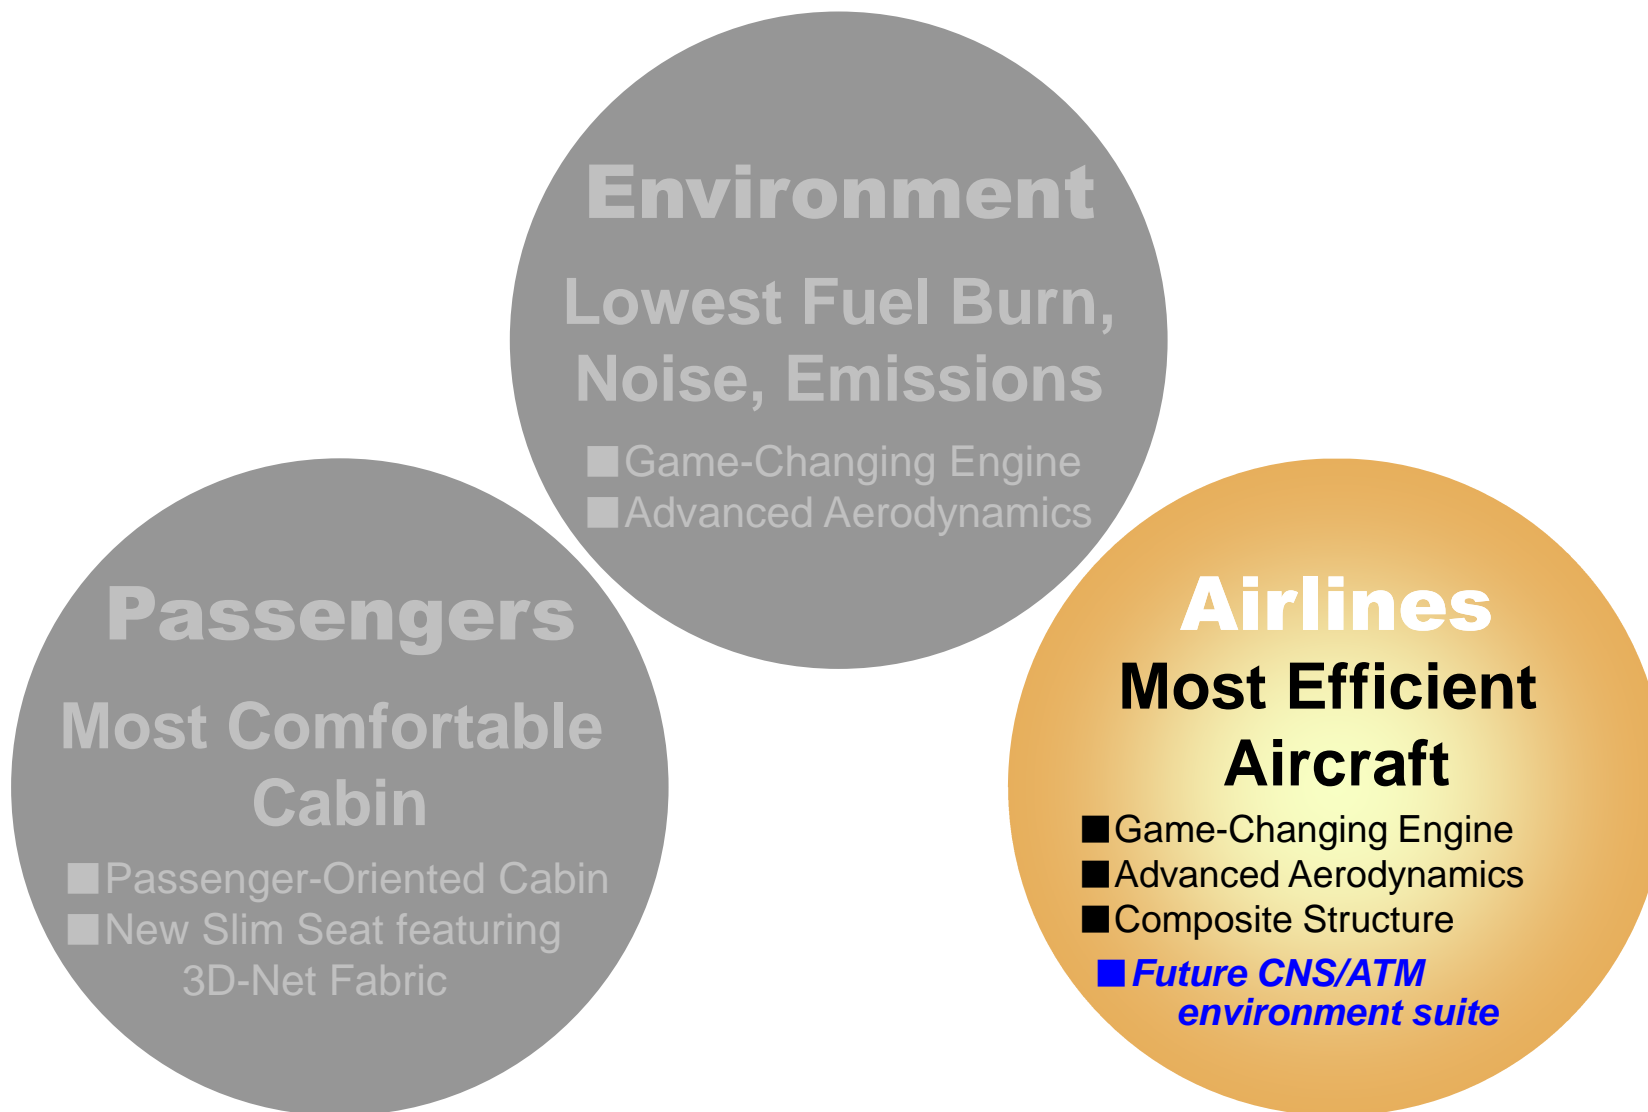 Environment
Lowest Fuel Burn,
Noise, Emissions
■Game-Changing Engine
■Advanced Aerodynamics
Passengers
Most Comfortable
Cabin
■Passenger-Oriented Cabin
■New Slim Seat featuring
3D-Net Fabric
Airlines
Most Efficient
Aircraft
■Game-Changing Engine
■Advanced Aerodynamics
■Composite Structure
■Future CNS/ATM
environment suite